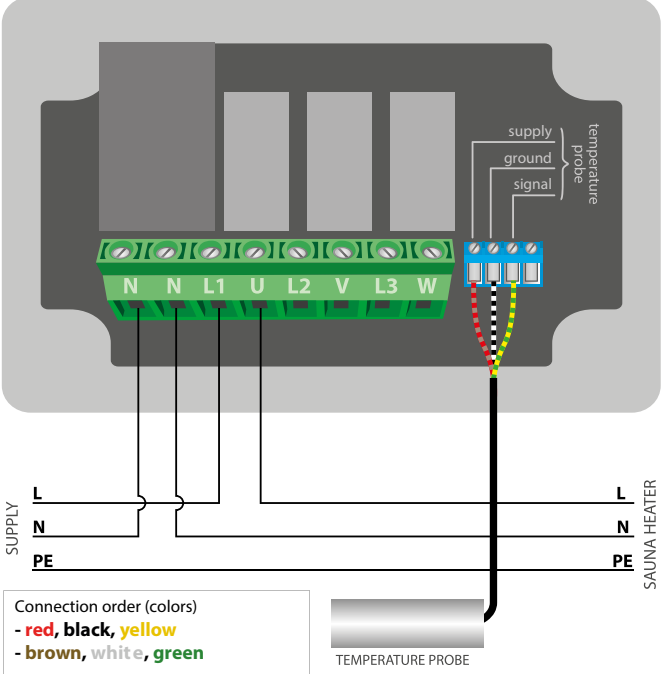 supply
ground
signal
temperature
probe
N N L1 U L2 V L3 W
L L
N N
PE PE
SUPPLY
SAUNA HEATER
Connection order (colors)
- red, black, yellow
- brown, white, green
TEMPERATURE PROBE